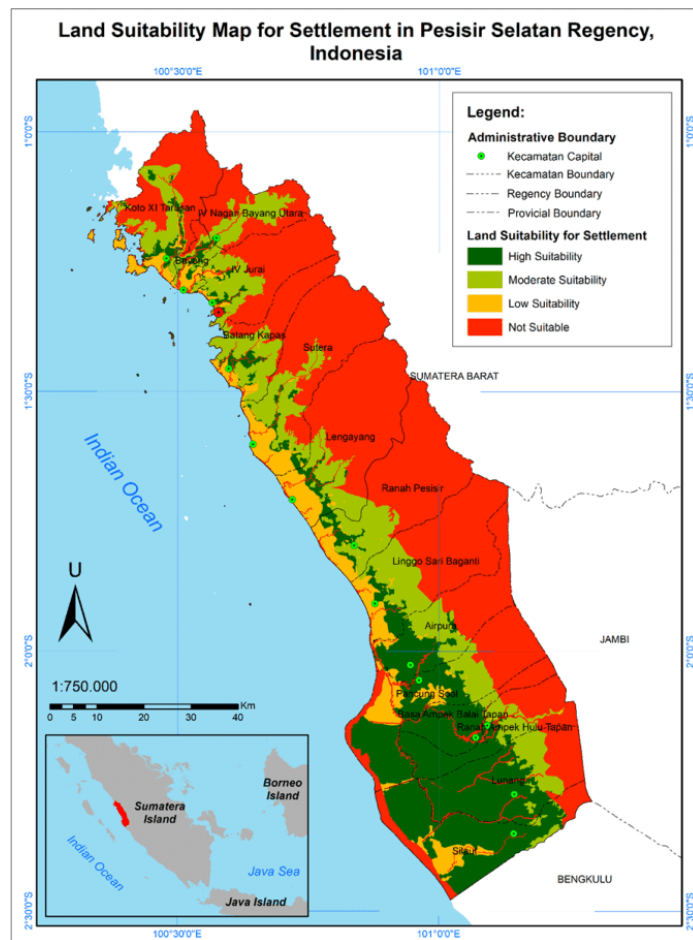 Land Suitability Map for Settlement in Pesisir Selatan Regency,
Indonesia
100°30'0"E
101°0'0"E
Legend:
Administrative Boundary
Kecamatan Capital
Kecamatan Boundary
Regency Boundary
Provicial Boundary
Land Suitability for Settlement
High Suitability
Moderate Suitability
Low Suitability
Not Suitable
1°0'0"S
1°0'0"S
Koto XI Tarusan
IV Nagari Bayang Utara
Bayang
IV Jurai
Batang Kapas
Sutera
SUMATERA BARAT
1°30'0"S
1°30'0"S
Lengayang
Indian Ocean
Ranah Pesisir
Linggo Sari Baganti
U
Airpura
JAMBI
2°0'0"S
2°0'0"S
1:750.000
Pancung Soal
0 5 10 20 30 40
Km
Basa Ampek Balai Tapan
Ranah Ampek Hulu Tapan
Lunang
Silaut
BENGKULU
Borneo
Island
Sumatera
Island
Indian Ocean
Java Sea
Java Island
2°30'0"S
2°30'0"S
100°30'0"E
101°0'0"E